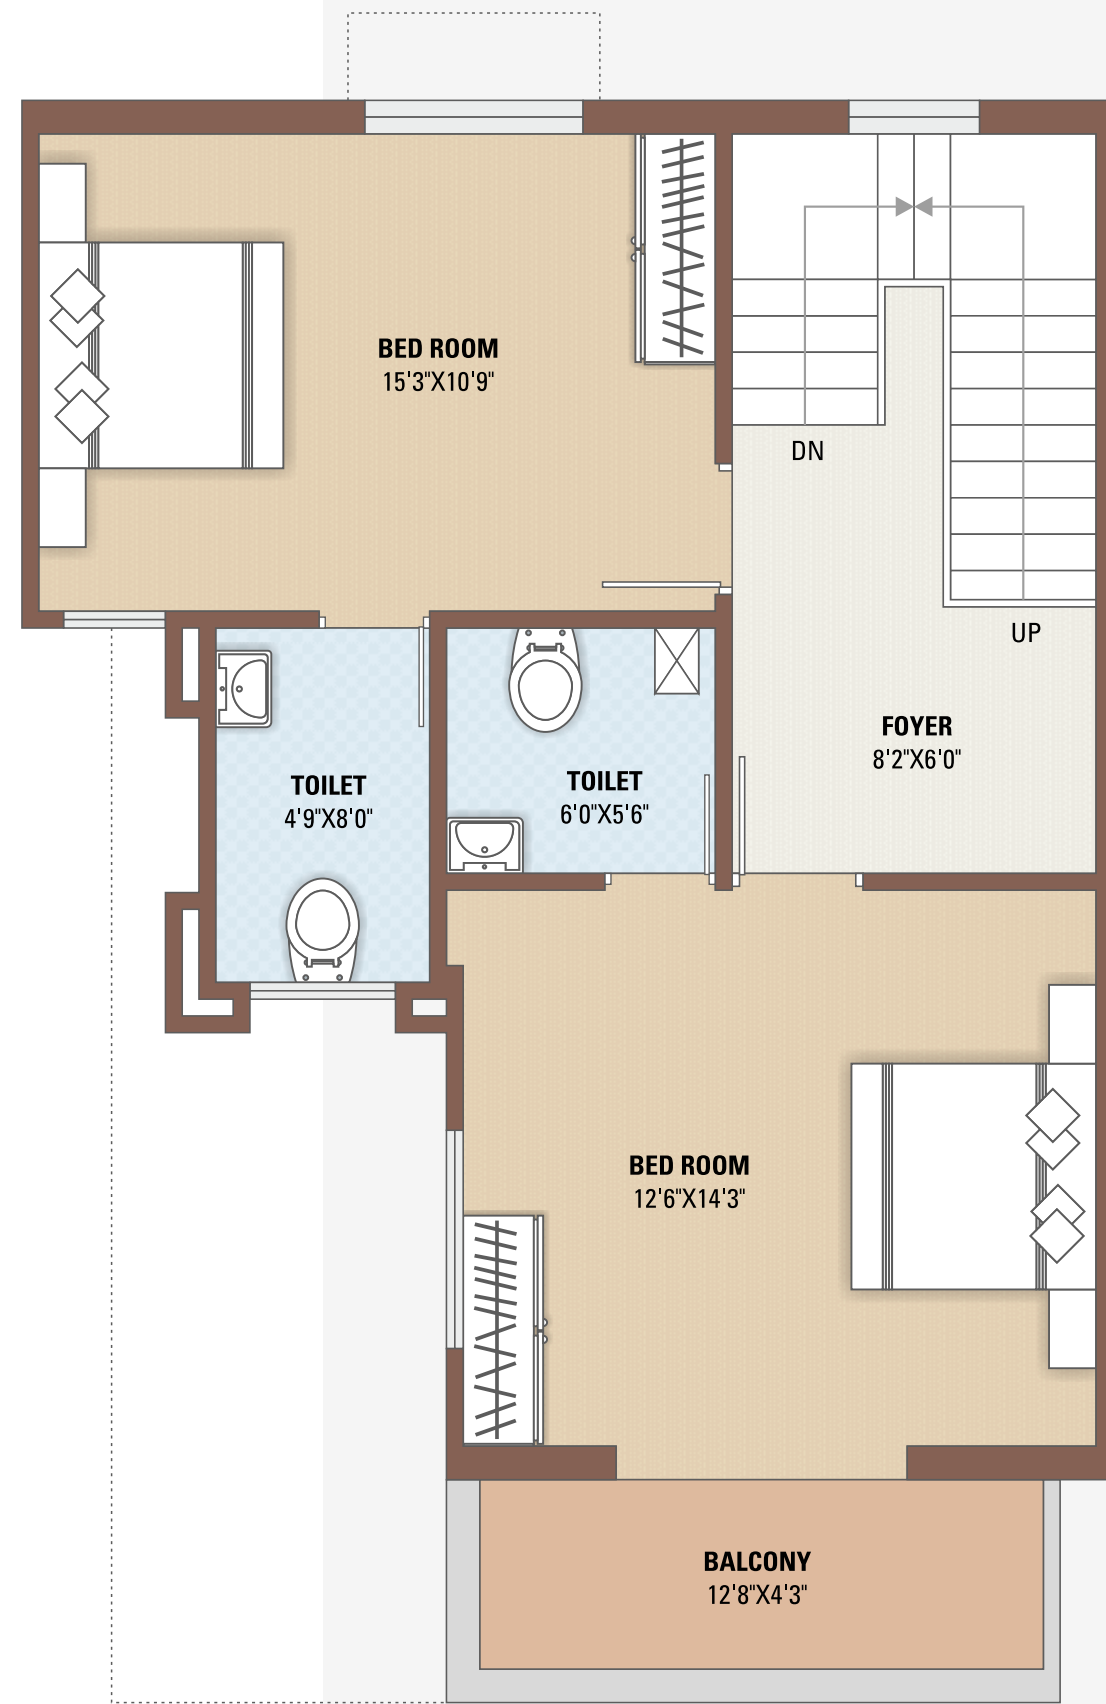 BED ROOM
15'3"X10'9"
DN
UP
FOYER
8'2"X6'0"
TOILET
4'9"X8'0"
TOILET
6'0"X5'6"
BED ROOM
12'6"X14'3"
BALCONY
12'8"X4'3"